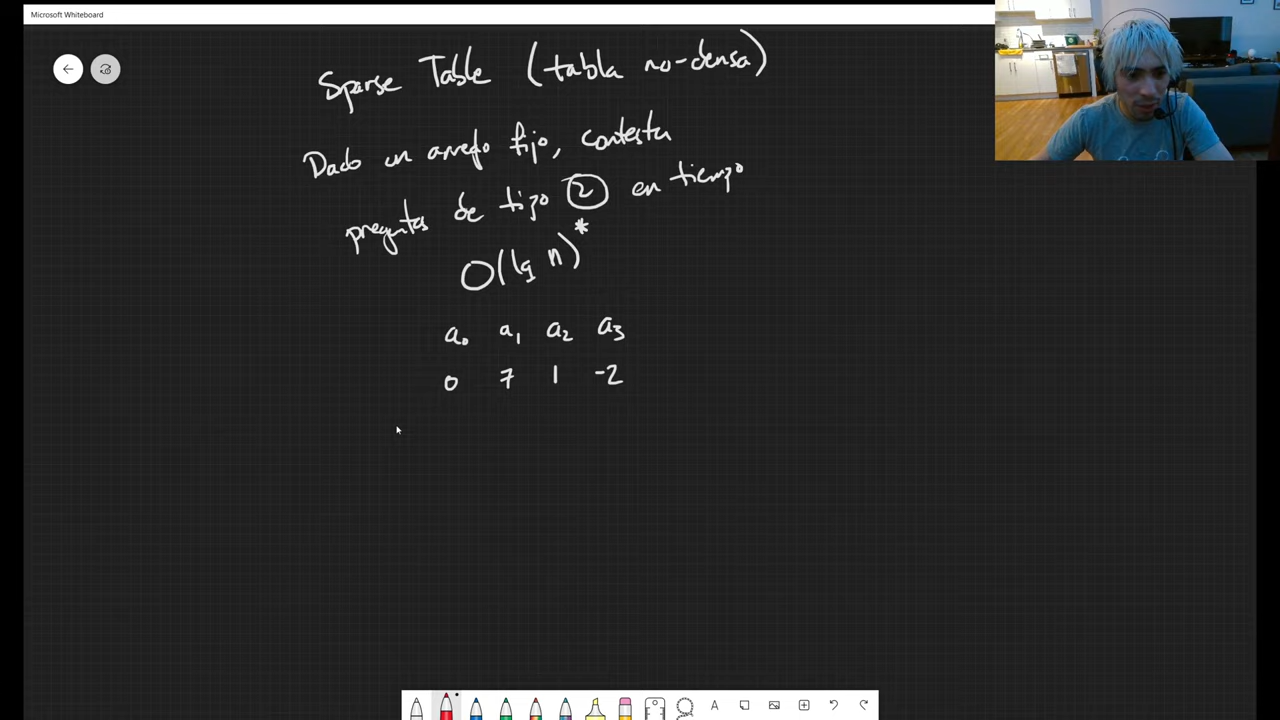 Microsoft Whiteboard
Sparse Table (tabla no-densa)
Dado un arreglo fijo, contesta
preguntas de tipo ② en tiempo
O(lg n)*
a₀ a₁ a₂ a₃
0 7 1 -2
A